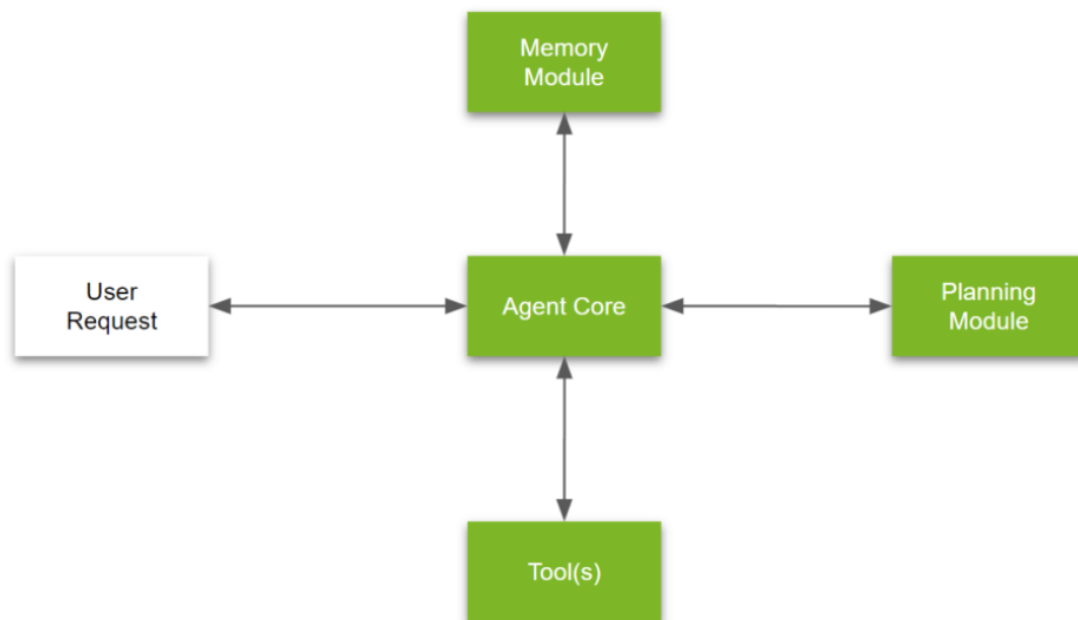 Memory
Module
User
Request
Agent Core
Planning
Module
Tool(s)